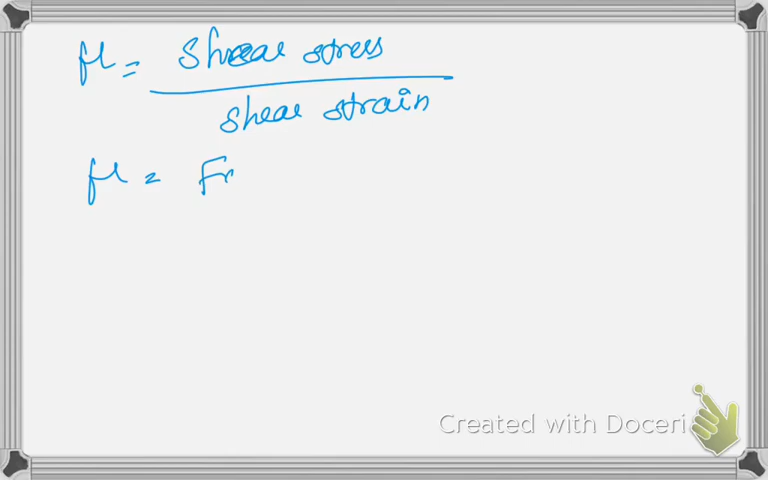 μ = Shear stress
shear strain
μ = Fr
Created with Doceri